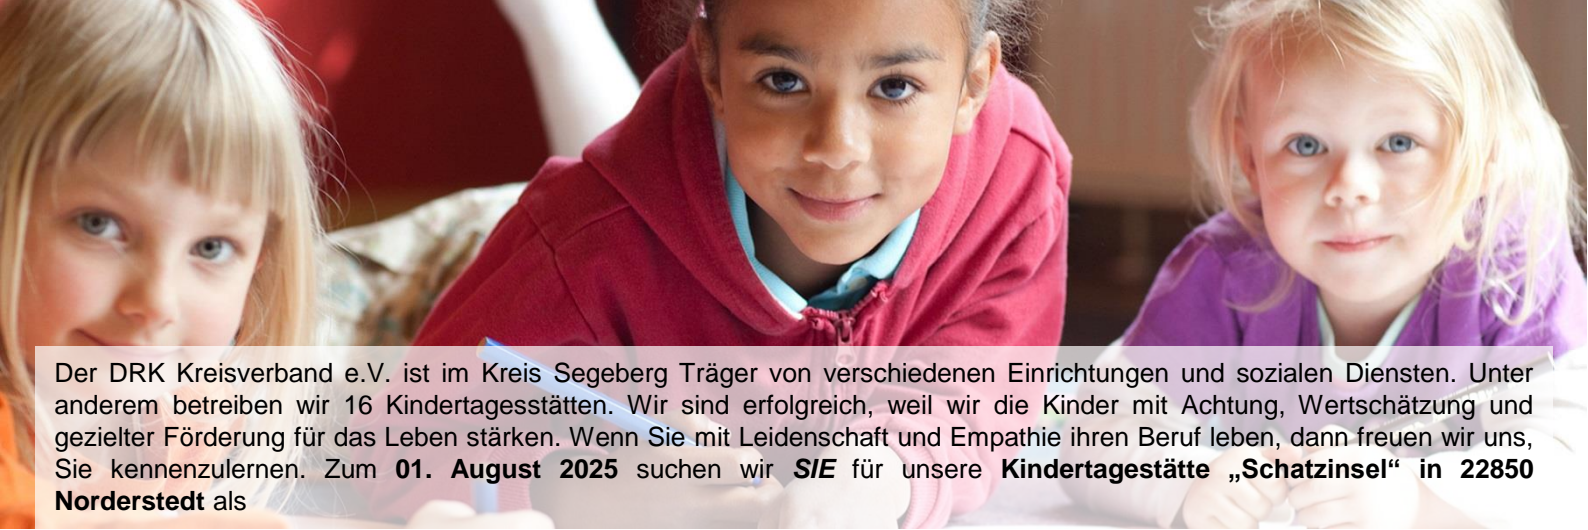 Der DRK Kreisverband e.V. ist im Kreis Segeberg Träger von verschiedenen Einrichtungen und sozialen Diensten. Unter
anderem betreiben wir 16 Kindertagesstätten. Wir sind erfolgreich, weil wir die Kinder mit Achtung, Wertschätzung und
gezielter Förderung für das Leben stärken. Wenn Sie mit Leidenschaft und Empathie ihren Beruf leben, dann freuen wir uns,
Sie kennenzulernen. Zum 01. August 2025 suchen wir SIE für unsere Kindertagestätte „Schatzinsel“ in 22850
Norderstedt als